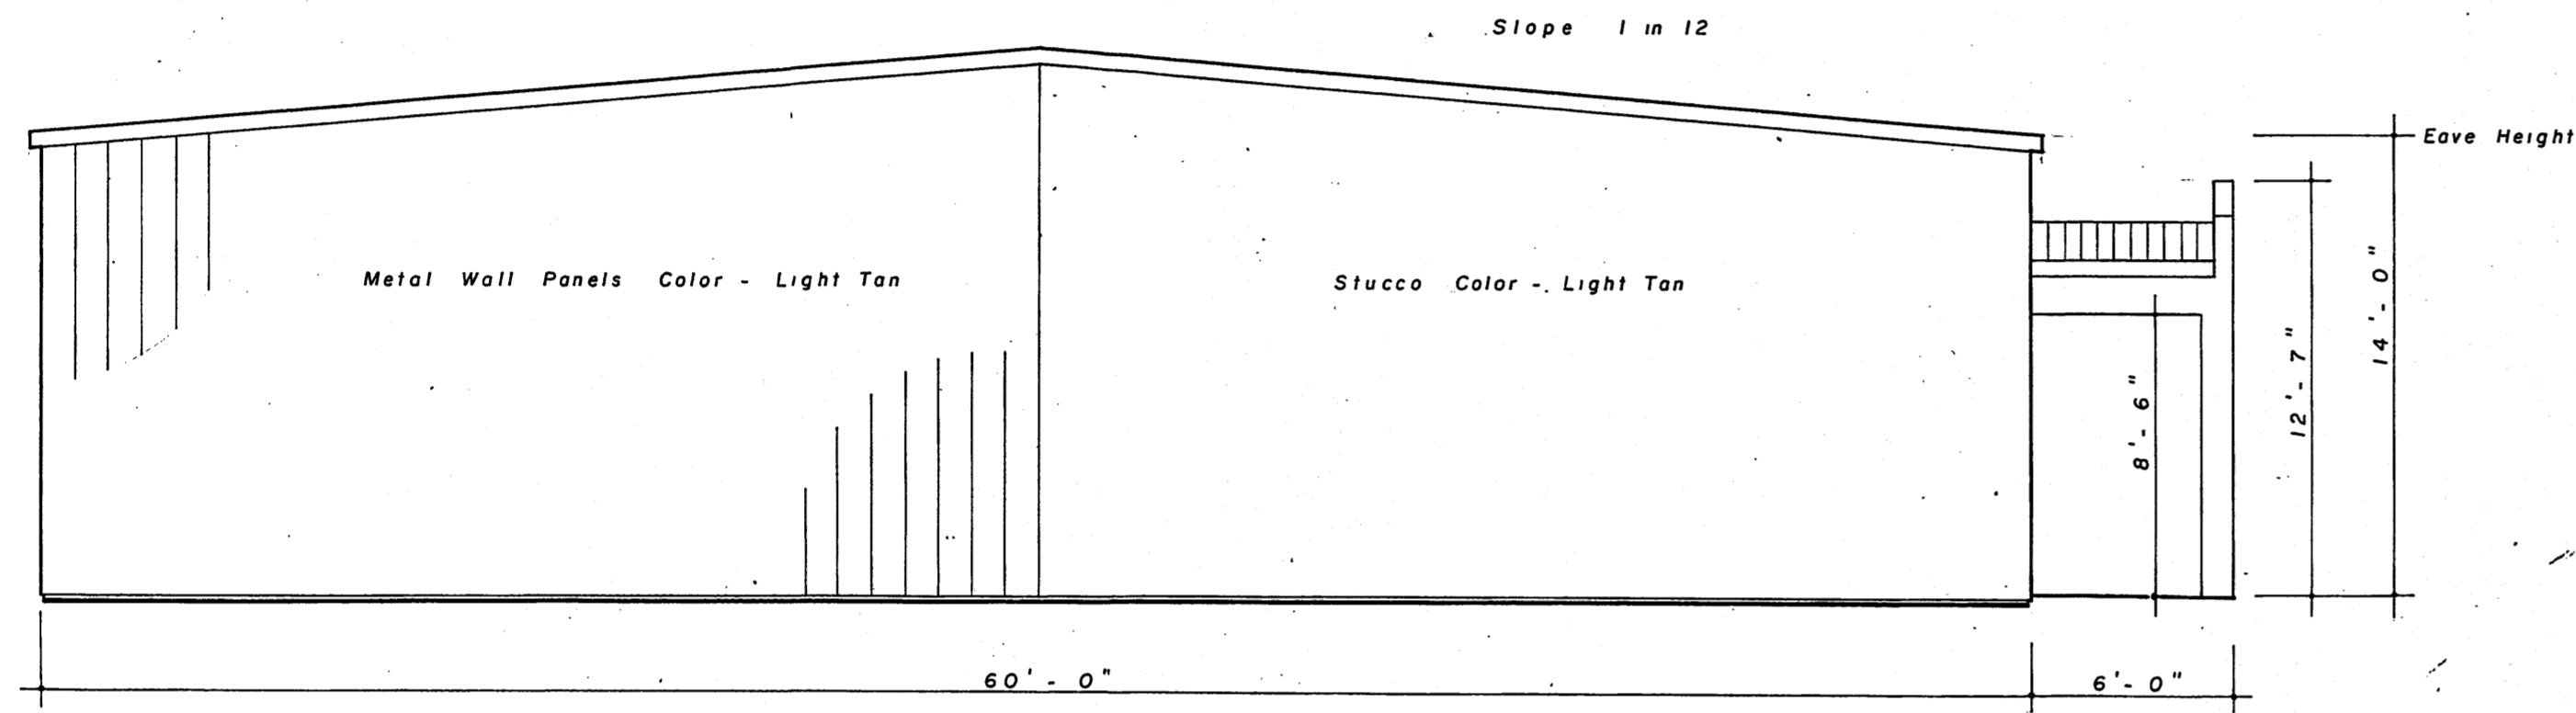 Slope 1 in 12
Eave Height
Metal Wall Panels Color - Light Tan
Stucco Color - Light Tan
14'-0"
12'-7"
8'-6"
60'-0"
6'-0"